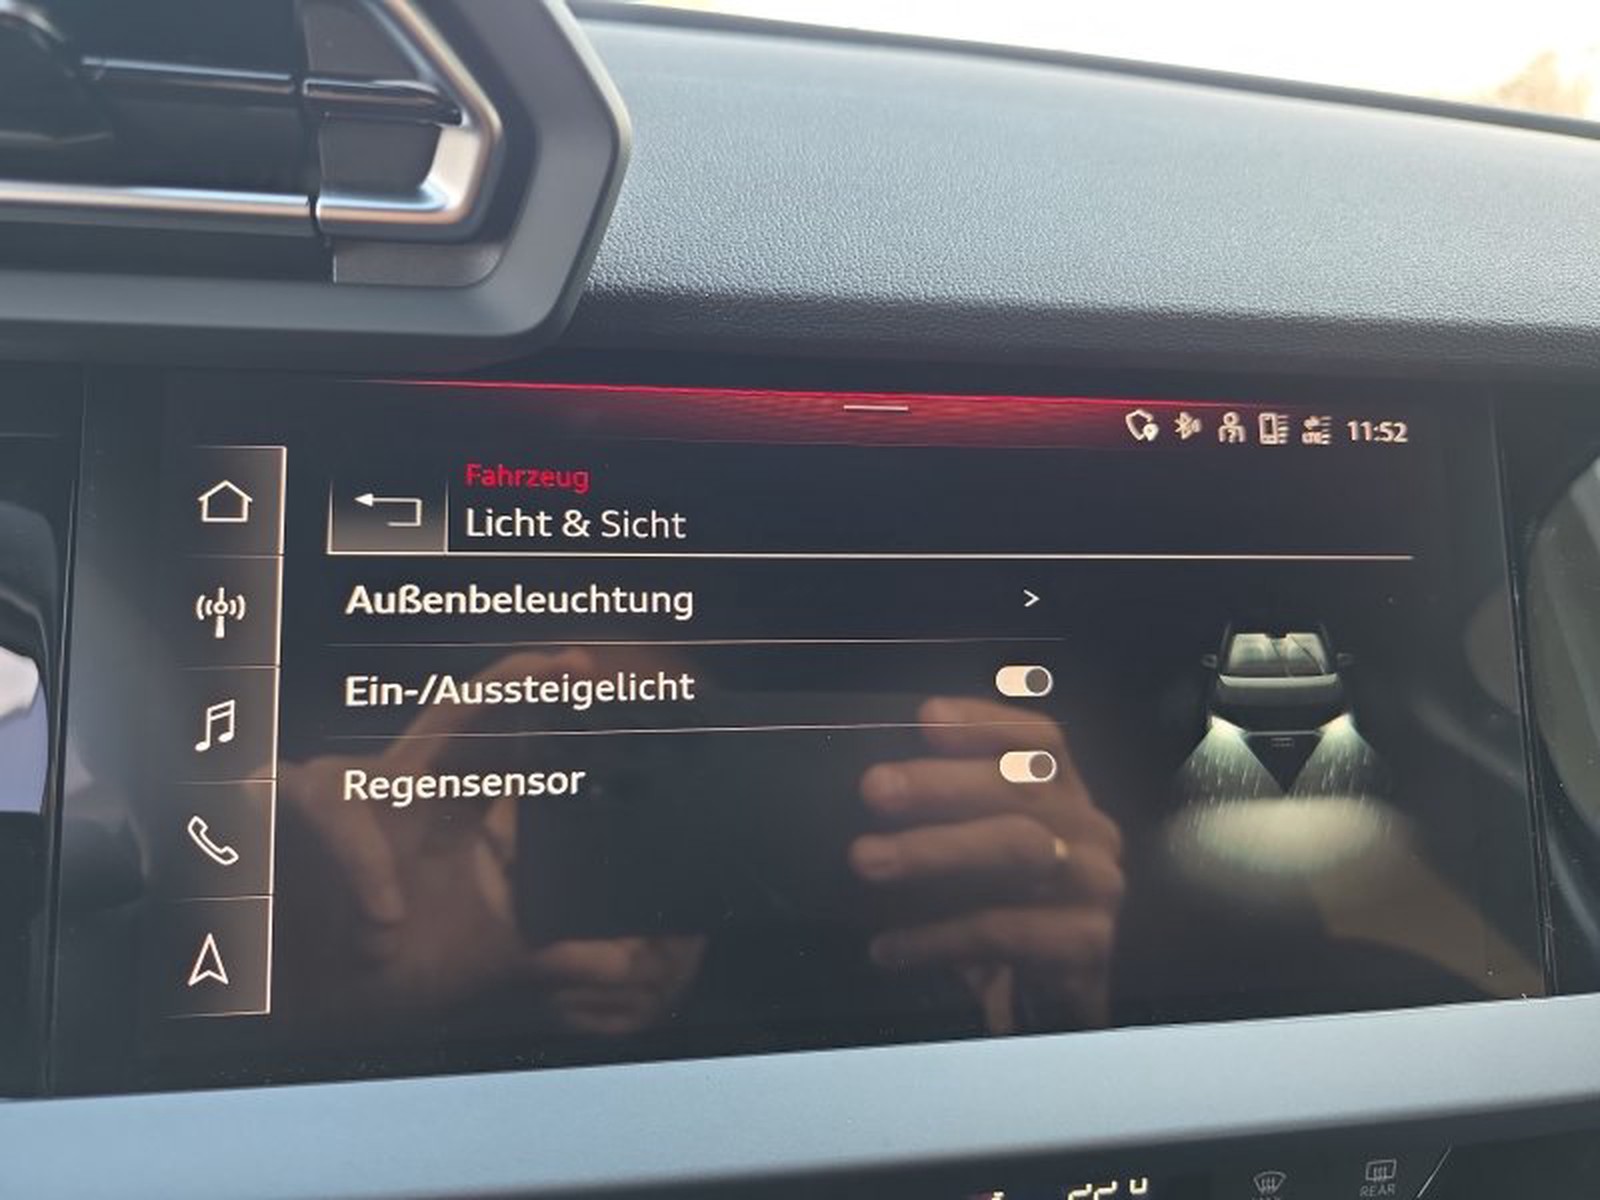 11:52
Fahrzeug
Licht & Sicht
Außenbeleuchtung
Ein-/Aussteigelicht
Regensensor
REAR